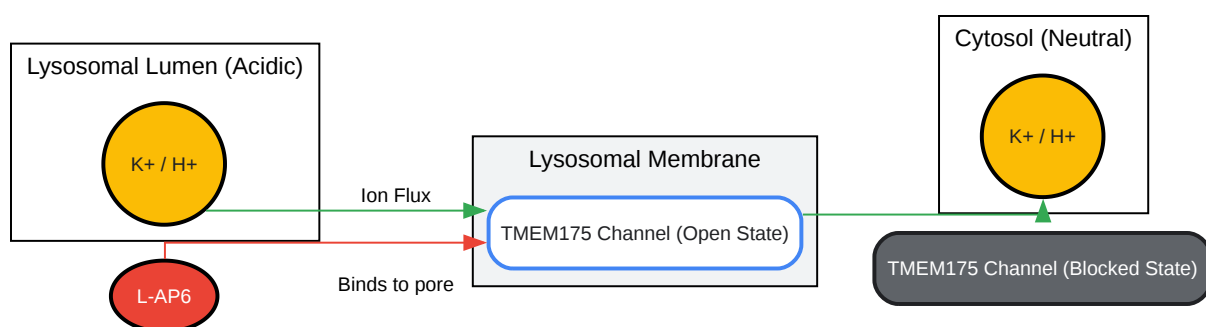 Lysosomal Lumen (Acidic)
K+ / H+
L-AP6
Ion Flux
Binds to pore
Lysosomal Membrane
TMEM175 Channel (Open State)
Cytosol (Neutral)
K+ / H+
TMEM175 Channel (Blocked State)